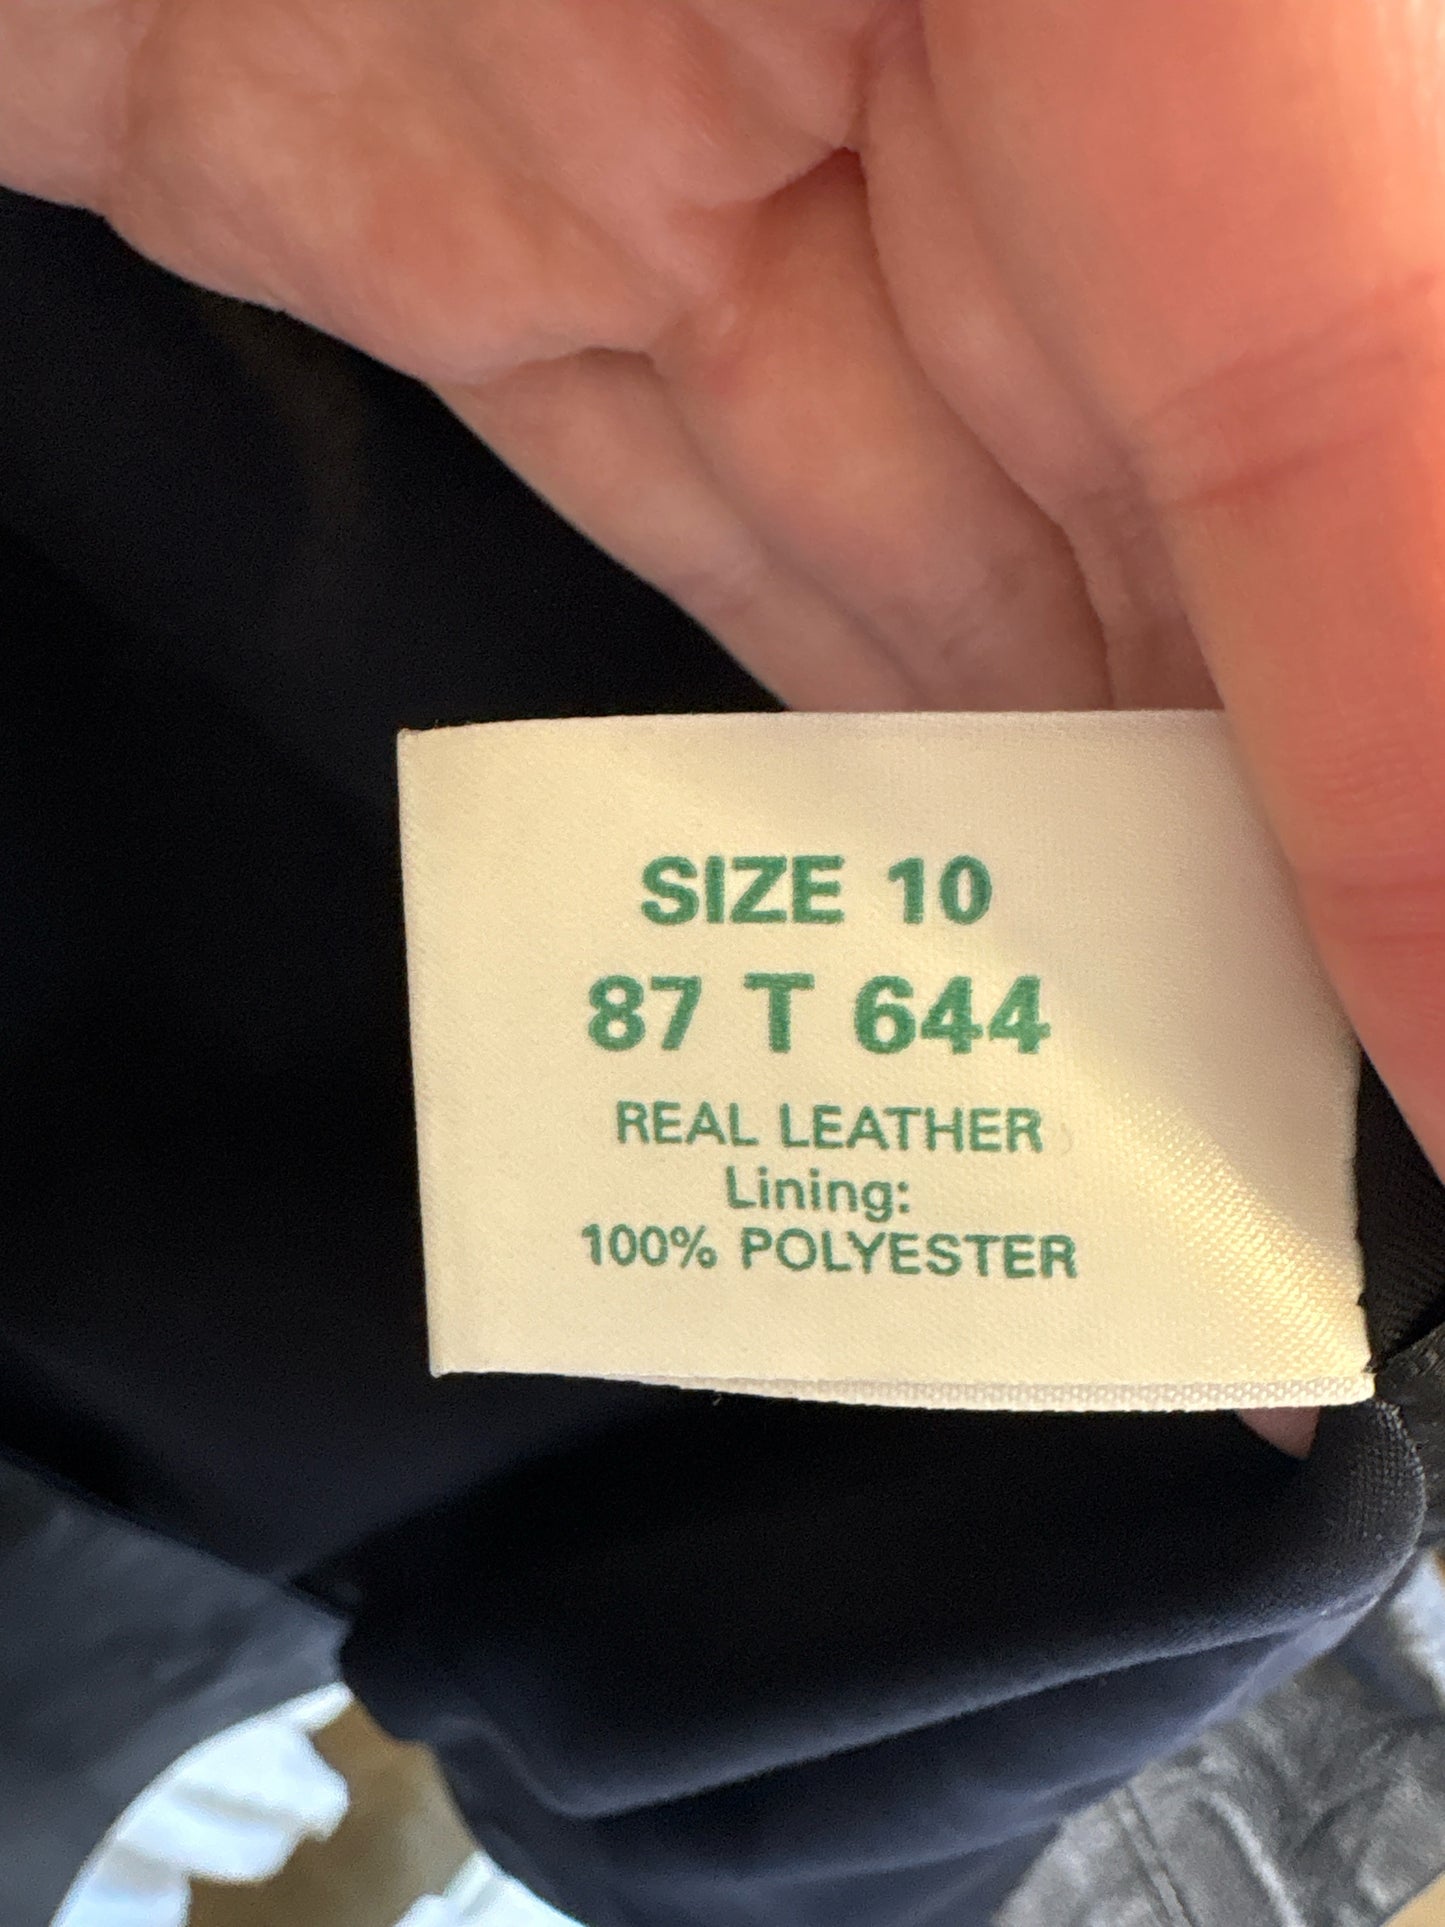 SIZE 10
87 T 644
REAL LEATHER
Lining:
100% POLYESTER